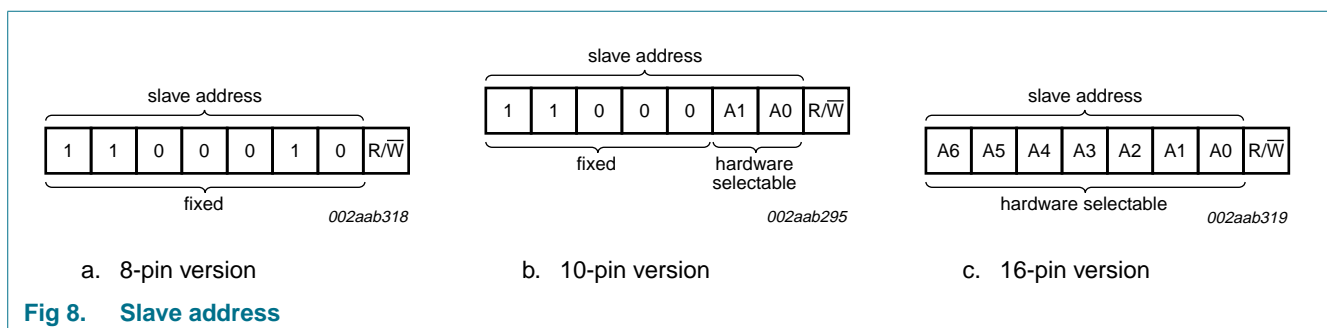 slave address
1 1 0 0 0 1 0 R/W̅
fixed
002aab318
a. 8-pin version
slave address
1 1 0 0 0 A1 A0 R/W̅
fixed
hardware
selectable
002aab295
b. 10-pin version
slave address
A6 A5 A4 A3 A2 A1 A0 R/W̅
hardware selectable
002aab319
c. 16-pin version
Fig 8. Slave address